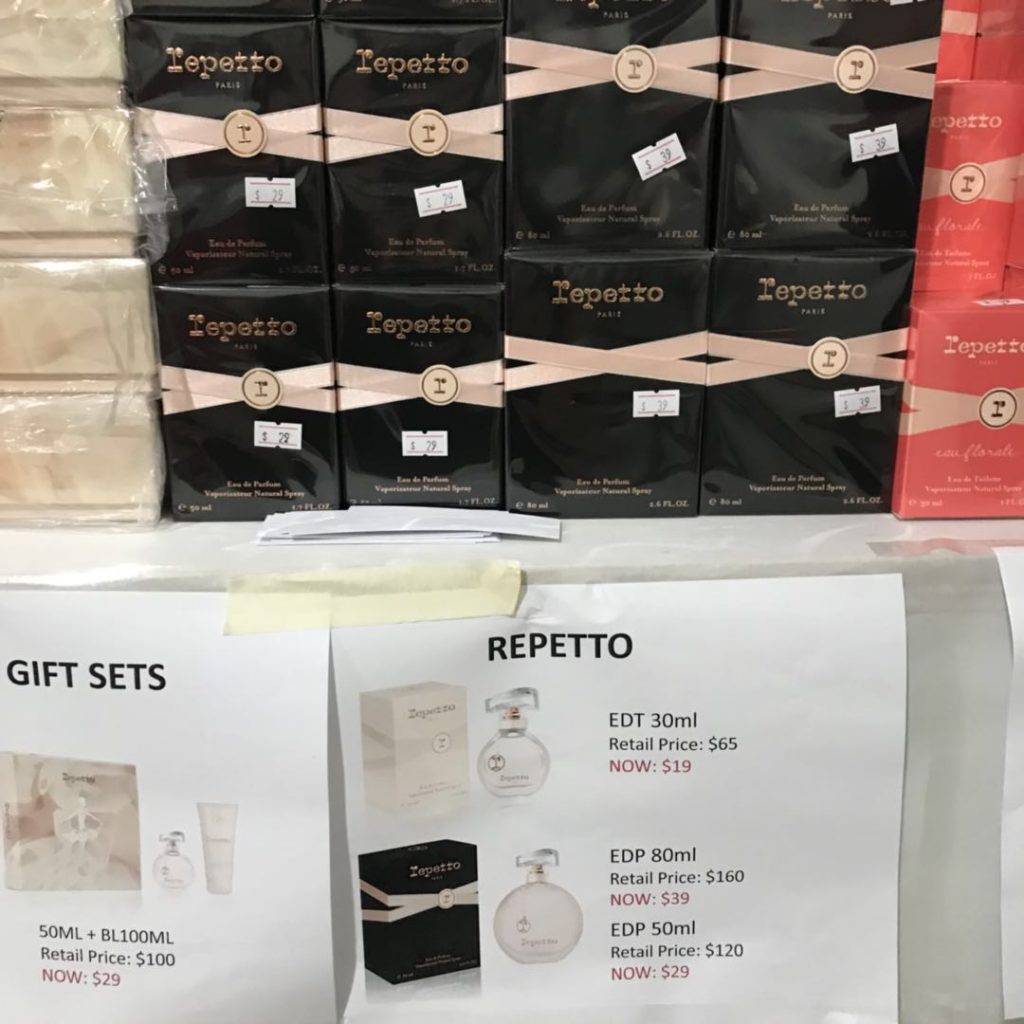 repetto
PARIS
$ 29
Eau de Parfum
Vaporisateur Natural Spray
e 50 ml
repetto
PARIS
$ 29
Eau de Parfum
Vaporisateur Natural Spray
1.7 FL.OZ.
PARIS
$ 39
Eau de Parfum
Vaporisateur Natural Spray
e 80 ml 2.6 FL.OZ.
PARIS
$ 39
Eau de Parfum
Vaporisateur Natural Spray
e 80 ml
epetto
r
eau florale
Eau de Toilette
repetto
PARIS
r
$ 29
Eau de Parfum
Vaporisateur Natural Spray
e 50 ml 1.7 FL.OZ.
repetto
PARIS
r
$ 29
Eau de Parfum
Vaporisateur Natural Spray
1.7 FL.OZ.
repetto
PARIS
$ 39
Eau de Parfum
Vaporisateur Natural Spray
e 80 ml 2.6 FL.OZ.
repetto
PARIS
r
$ 39
Eau de Parfum
Vaporisateur Natural Spray
e 80 ml 2.6 FL.OZ.
repetto
r
eau florale
Eau de Toilette
Vaporisateur Natural Spray
GIFT SETS
repetto
50ML + BL100ML
Retail Price: $100
NOW: $29
REPETTO
repetto
r
repetto
EDT 30ml
Retail Price: $65
NOW: $19
repetto
repetto
EDP 80ml
Retail Price: $160
NOW: $39
EDP 50ml
Retail Price: $120
NOW: $29